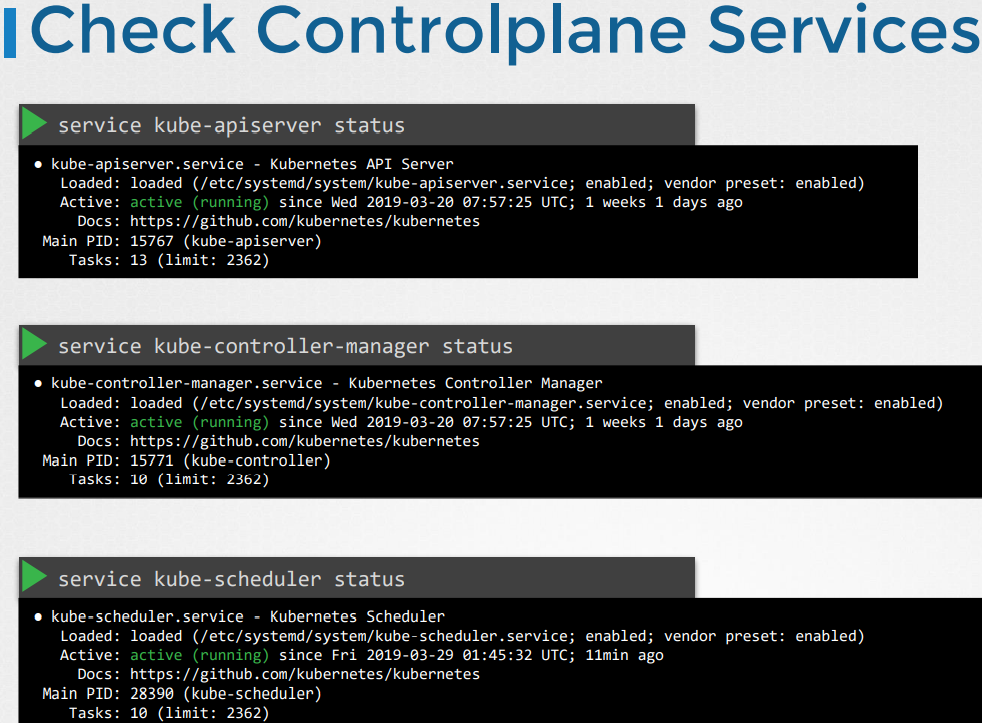 Check Controlplane Services
service kube-apiserver status
● kube-apiserver.service - Kubernetes API Server
Loaded: loaded (/etc/systemd/system/kube-apiserver.service; enabled; vendor preset: enabled)
Active: active (running) since Wed 2019-03-20 07:57:25 UTC; 1 weeks 1 days ago
Docs: https://github.com/kubernetes/kubernetes
Main PID: 15767 (kube-apiserver)
Tasks: 13 (limit: 2362)
service kube-controller-manager status
● kube-controller-manager.service - Kubernetes Controller Manager
Loaded: loaded (/etc/systemd/system/kube-controller-manager.service; enabled; vendor preset: enabled)
Active: active (running) since Wed 2019-03-20 07:57:25 UTC; 1 weeks 1 days ago
Docs: https://github.com/kubernetes/kubernetes
Main PID: 15771 (kube-controller)
Tasks: 10 (limit: 2362)
service kube-scheduler status
● kube-scheduler.service - Kubernetes Scheduler
Loaded: loaded (/etc/systemd/system/kube-scheduler.service; enabled; vendor preset: enabled)
Active: active (running) since Fri 2019-03-29 01:45:32 UTC; 11min ago
Docs: https://github.com/kubernetes/kubernetes
Main PID: 28390 (kube-scheduler)
Tasks: 10 (limit: 2362)